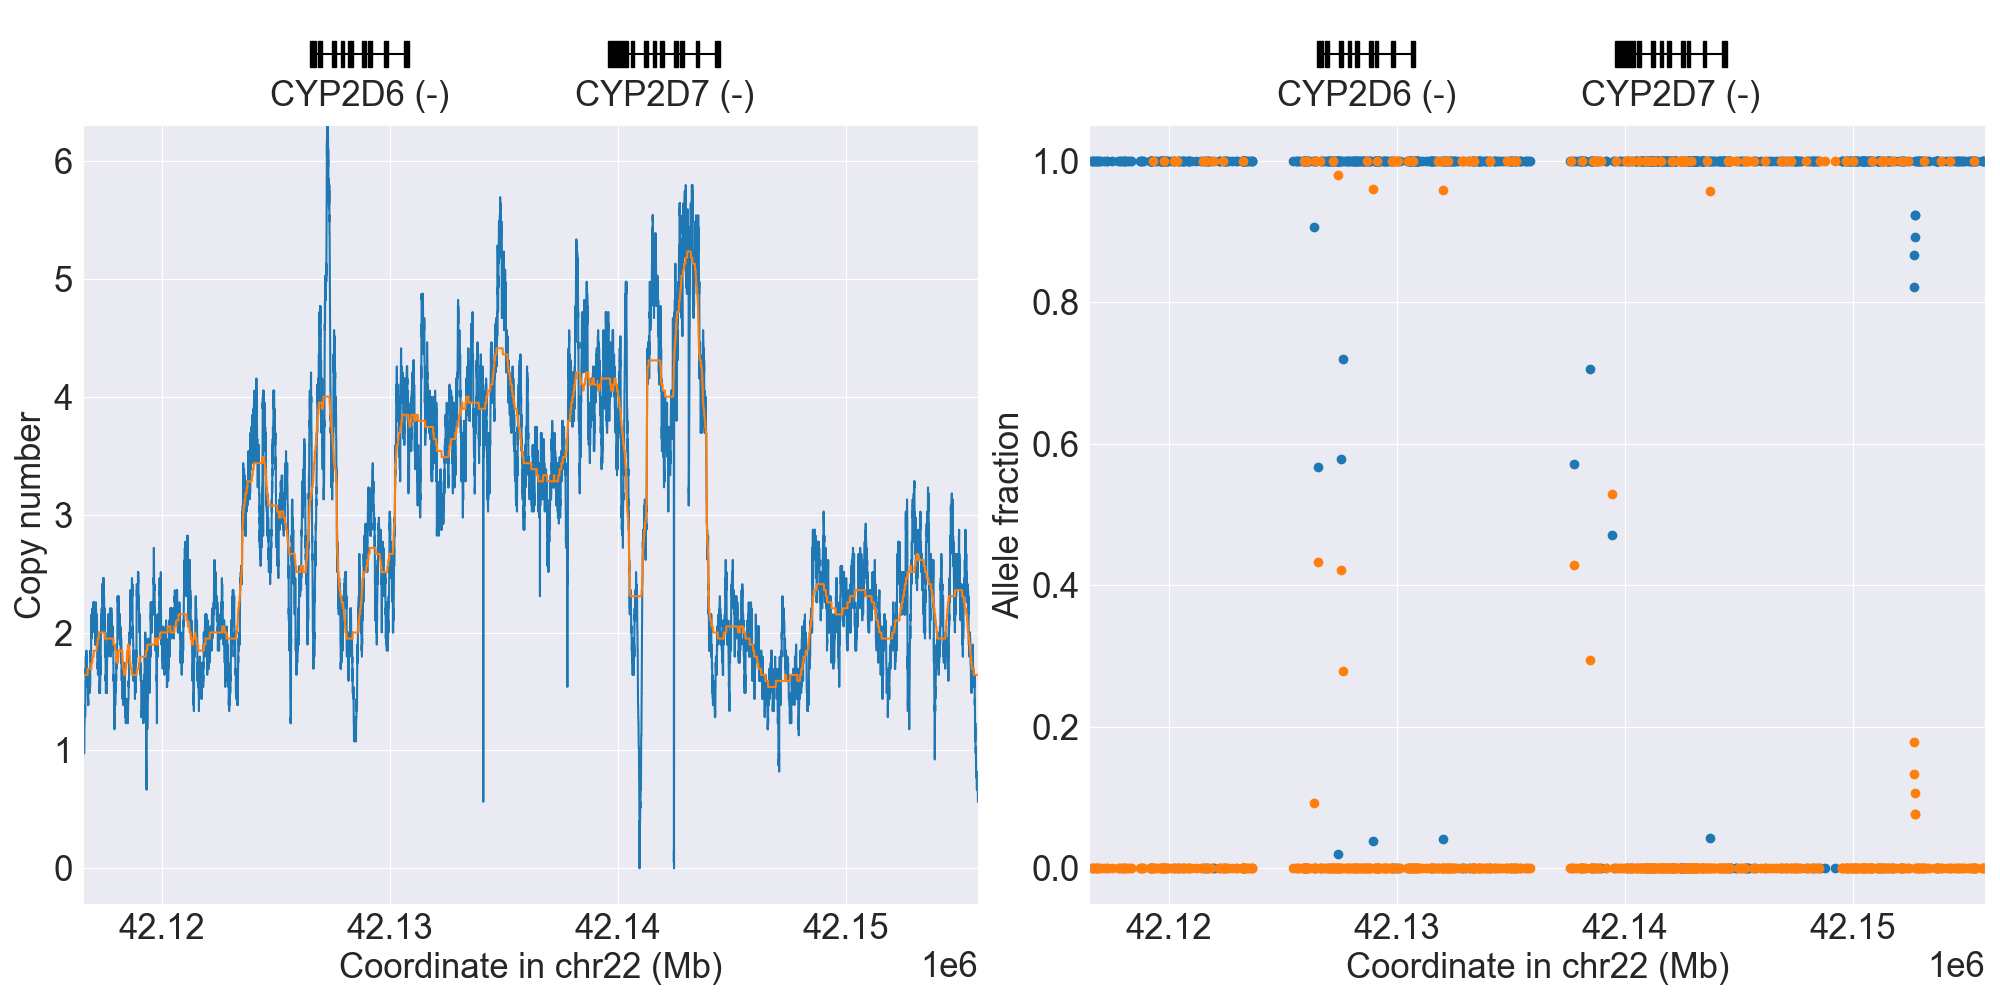 CYP2D6 (-)
CYP2D7 (-)
6
5
4
3
2
1
0
Copy number
42.12
42.13
42.14
42.15
Coordinate in chr22 (Mb)
1e6
CYP2D6 (-)
CYP2D7 (-)
1.0
0.8
0.6
0.4
0.2
0.0
Allele fraction
42.12
42.13
42.14
42.15
Coordinate in chr22 (Mb)
1e6